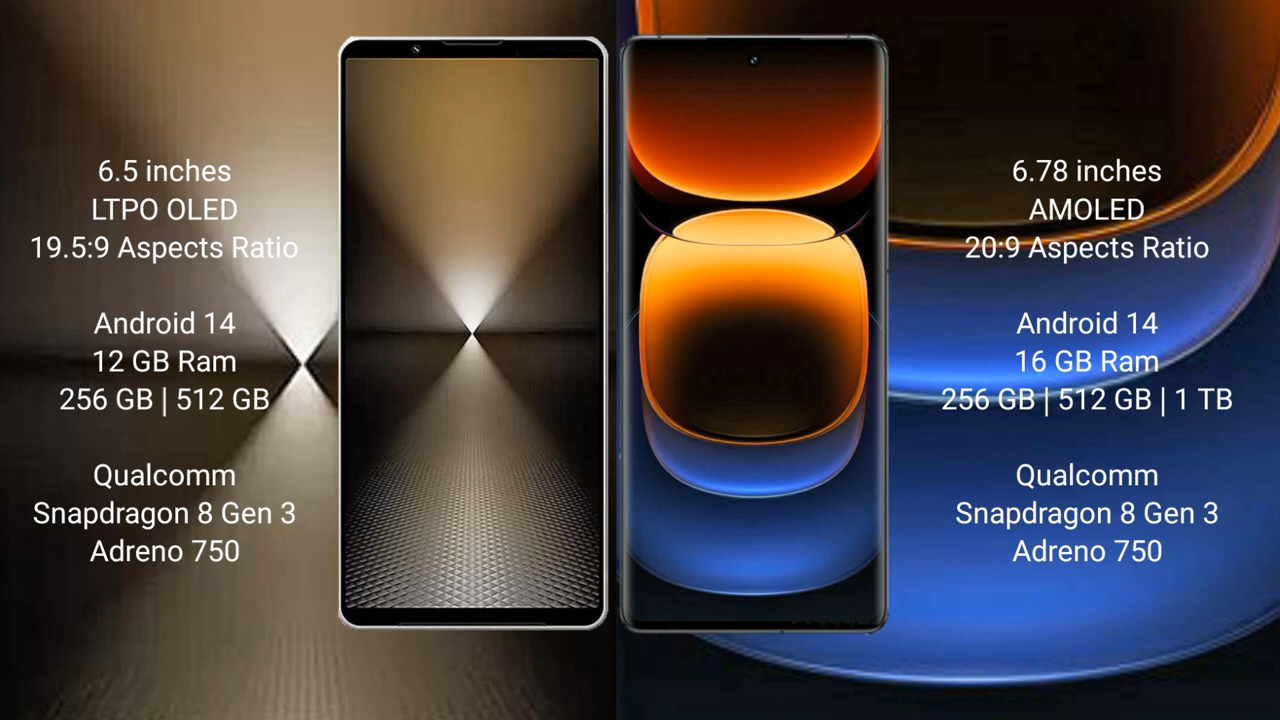 6.5 inches
LTPO OLED
19.5:9 Aspects Ratio
Android 14
12 GB Ram
256 GB | 512 GB
Qualcomm
Snapdragon 8 Gen 3
Adreno 750
6.78 inches
AMOLED
20:9 Aspects Ratio
Android 14
16 GB Ram
256 GB | 512 GB | 1 TB
Qualcomm
Snapdragon 8 Gen 3
Adreno 750